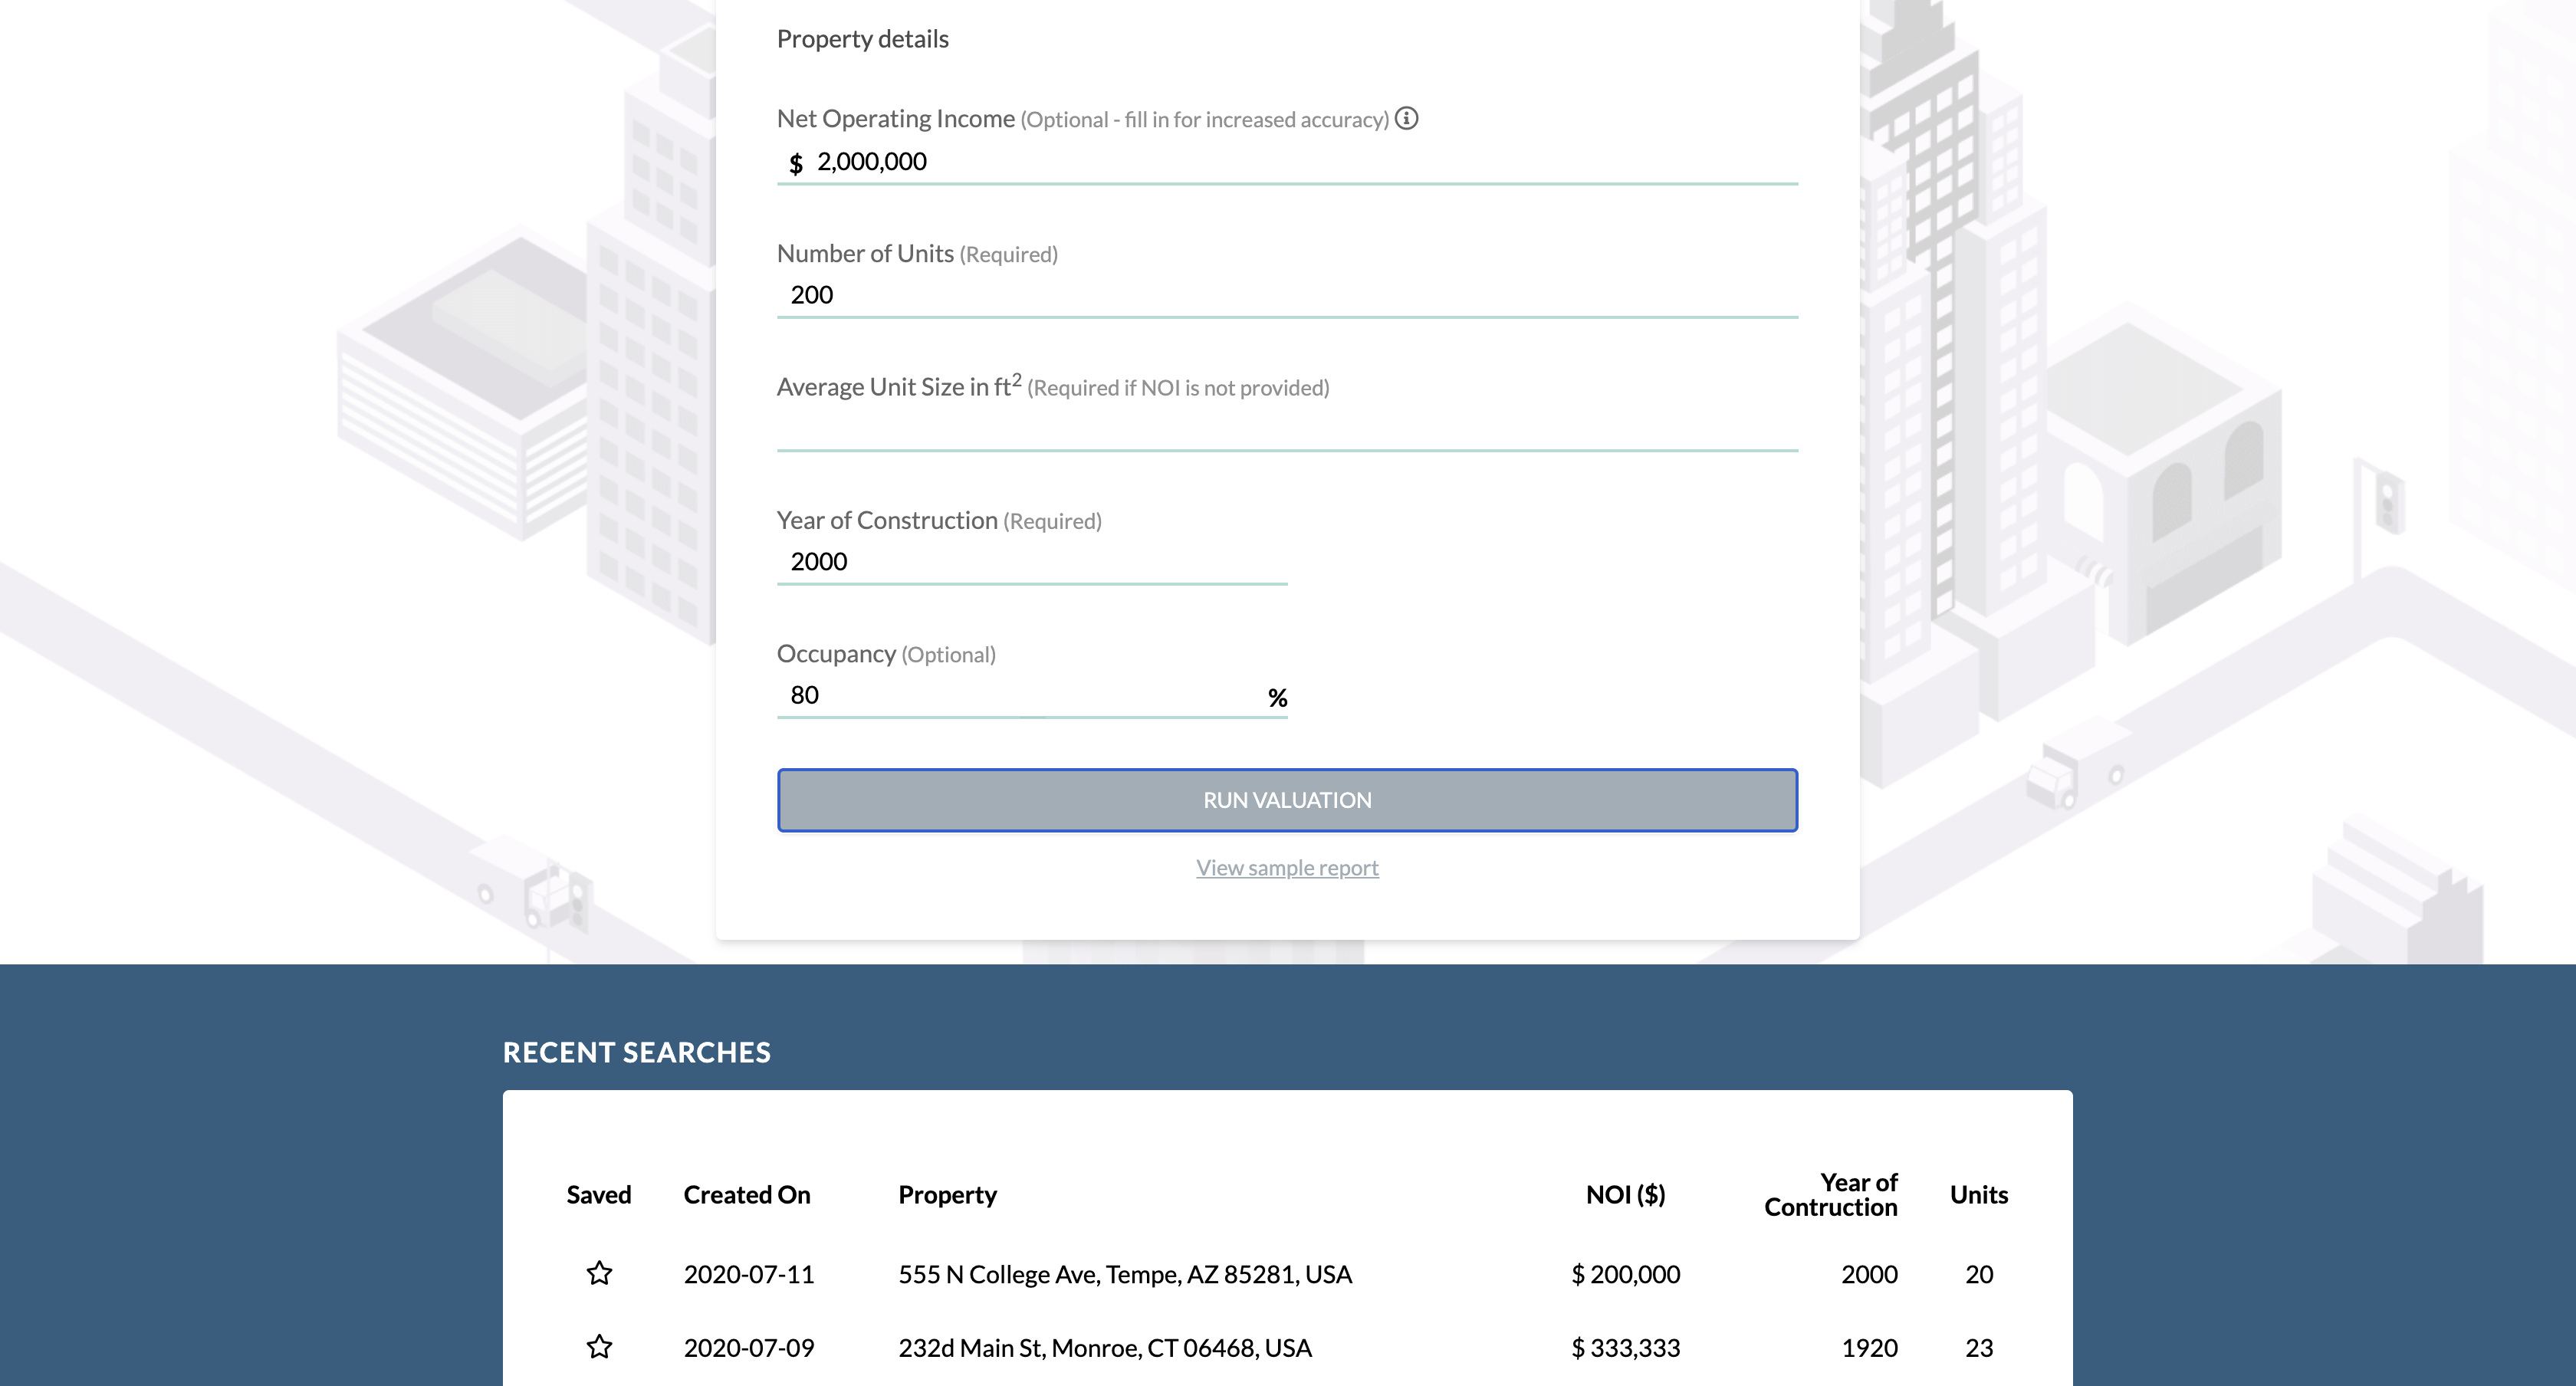 Property details
Net Operating Income (Optional - fill in for increased accuracy)
$ 2,000,000
Number of Units (Required)
200
Average Unit Size in ft² (Required if NOI is not provided)
Year of Construction (Required)
2000
Occupancy (Optional)
80 %
RUN VALUATION
View sample report
RECENT SEARCHES
Saved Created On Property NOI ($) Year of Contruction Units
2020-07-11 555 N College Ave, Tempe, AZ 85281, USA $ 200,000 2000 20
2020-07-09 232d Main St, Monroe, CT 06468, USA $ 333,333 1920 23